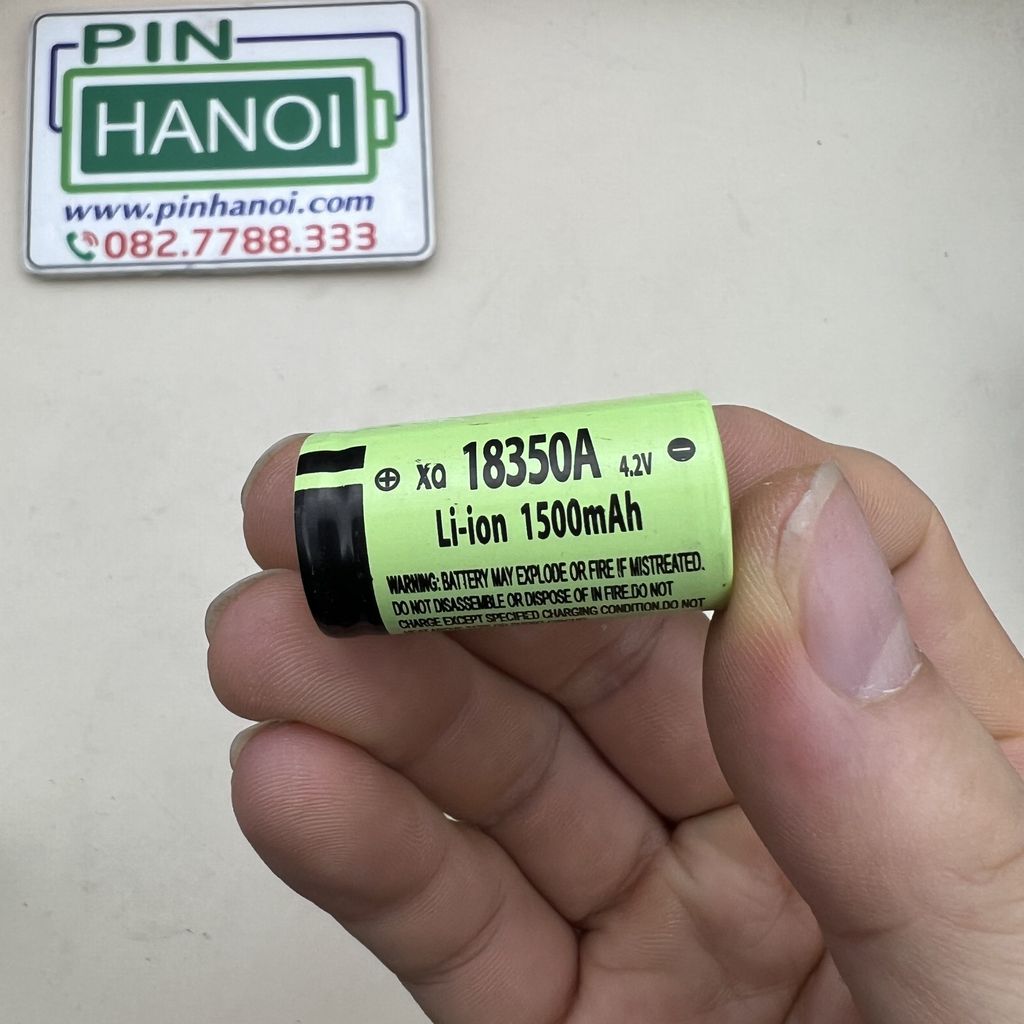 PIN
HANOI
www.pinhanoi.com
082.7788.333
XQ 18350A 4.2V
Li-ion 1500mAh
WARNING: BATTERY MAY EXPLODE OR FIRE IF MISTREATED.
DO NOT DISASSEMBLE OR DISPOSE OF IN FIRE.DO NOT
CHARGE EXCEPT SPECIFIED CHARGING CONDITION.DO NOT